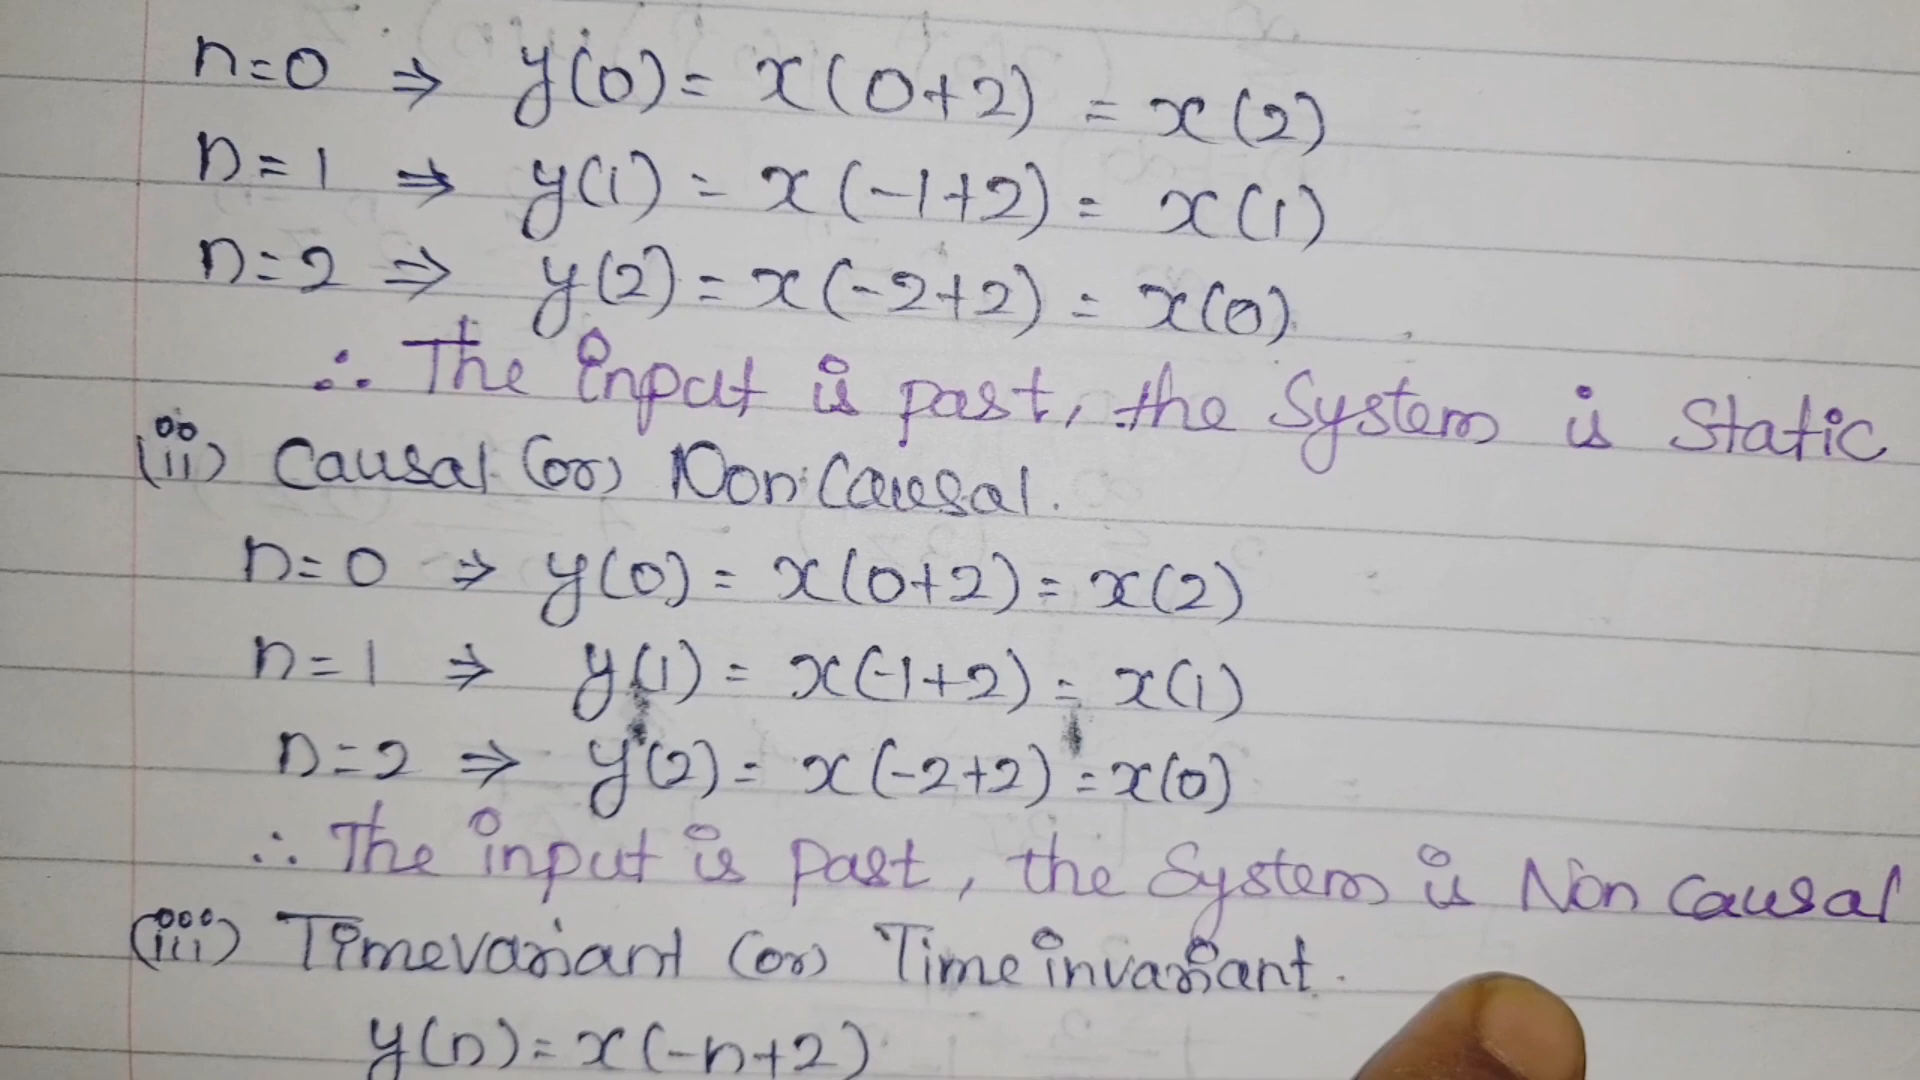 n=0 ⇒ y(0) = x(0+2) = x(2)
n=1 ⇒ y(1) = x(-1+2) = x(1)
n=2 ⇒ y(2) = x(-2+2) = x(0)
∴ The Input is past, the System is Static
(ii) Causal (or) Non Causal.
n=0 ⇒ y(0) = x(0+2) = x(2)
n=1 ⇒ y(1) = x(-1+2) = x(1)
n=2 ⇒ y(2) = x(-2+2) = x(0)
∴ The input is past, the System is Non Causal
(iii) Timevariant (or) Time invariant.
y(n) = x(-n+2)